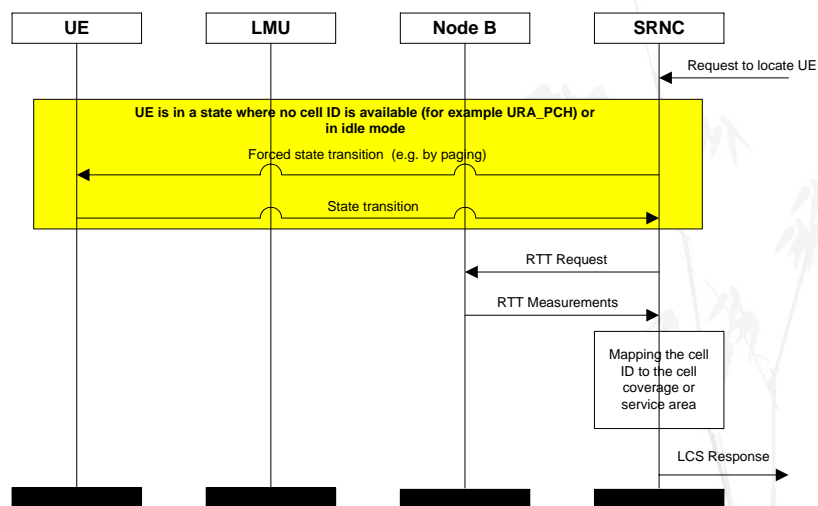 UE
LMU
Node B
SRNC
Request to locate UE
UE is in a state where no cell ID is available (for example URA_PCH) or
in idle mode
Forced state transition (e.g. by paging)
State transition
RTT Request
RTT Measurements
Mapping the cell
ID to the cell
coverage or
service area
LCS Response